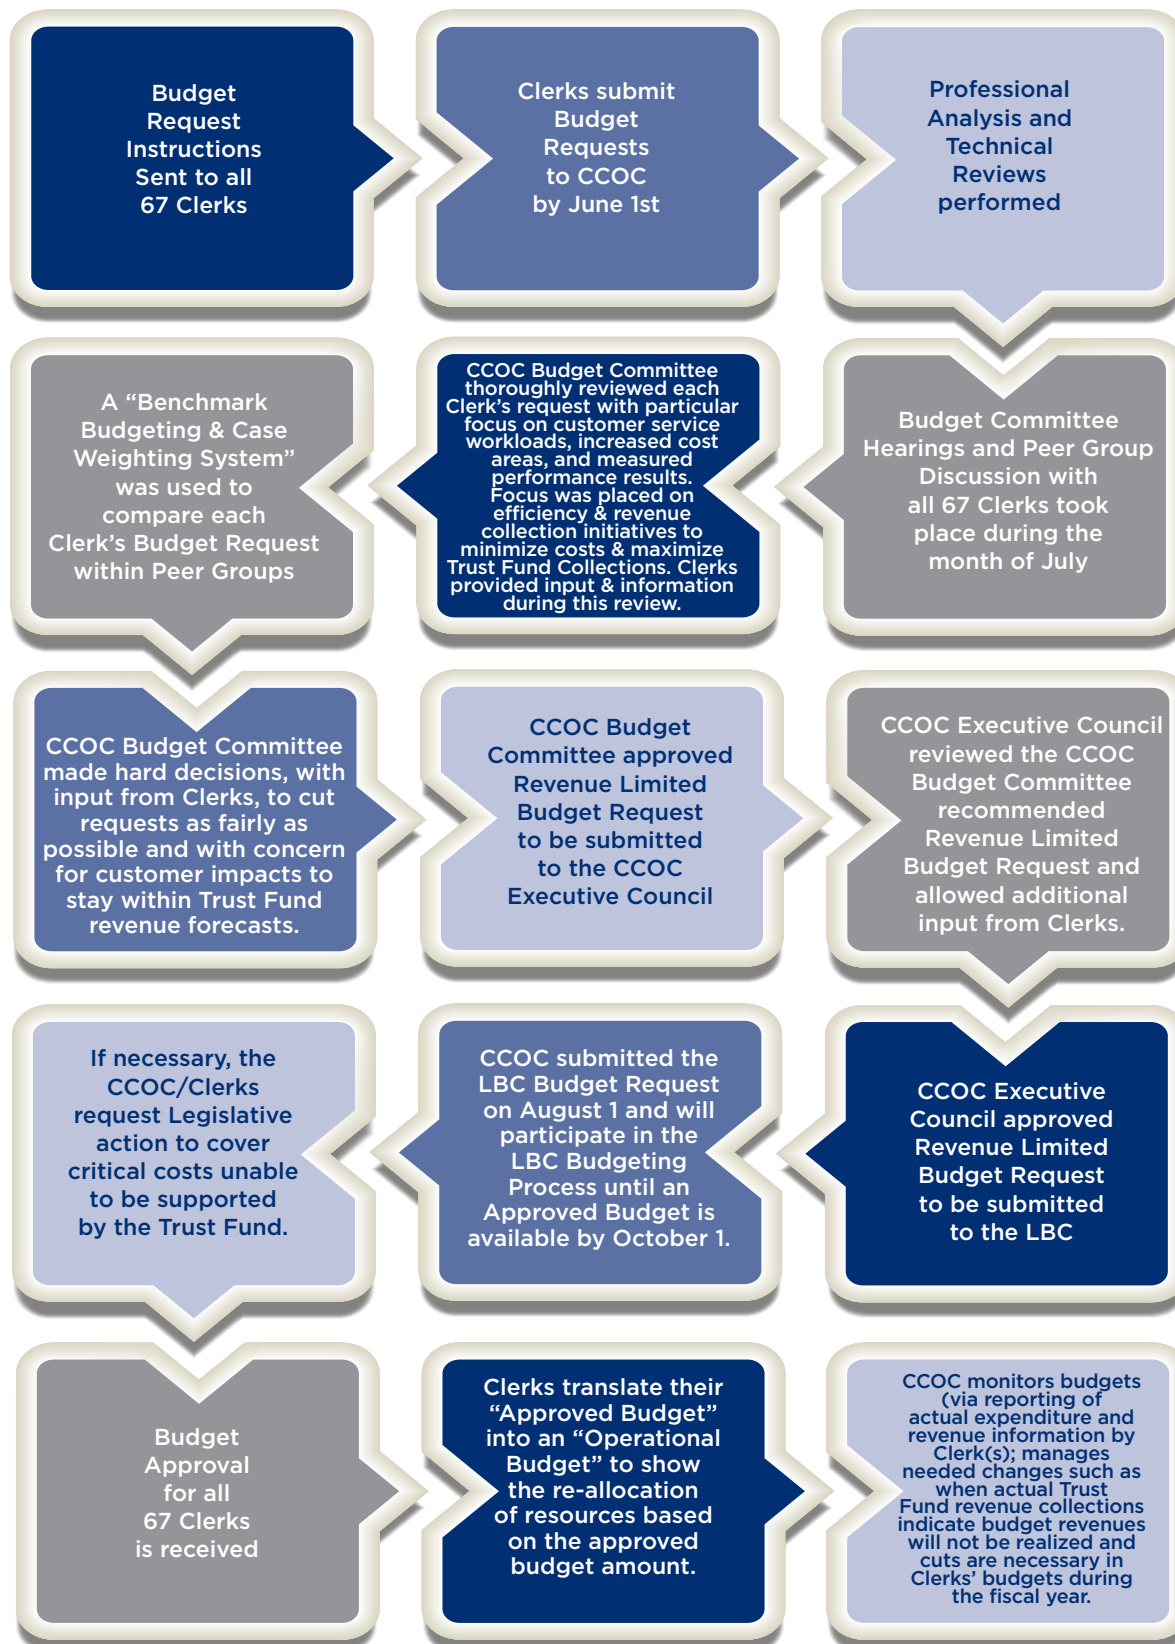 Budget
Request
Instructions
Sent to all
67 Clerks
Clerks submit
Budget
Requests
to CCOC
by June 1st
Professional
Analysis and
Technical
Reviews
performed
Budget Committee
Hearings and Peer Group
Discussion with
all 67 Clerks took
place during the
month of July
CCOC Budget Committee
thoroughly reviewed each
Clerk’s request with particular
focus on customer service
workloads, increased cost
areas, and measured
performance results.
Focus was placed on
efficiency & revenue
collection initiatives to
minimize costs & maximize
Trust Fund Collections. Clerks
provided input & information
during this review.
A “Benchmark
Budgeting & Case
Weighting System”
was used to
compare each
Clerk’s Budget Request
within Peer Groups
CCOC Budget Committee
made hard decisions, with
input from Clerks, to cut
requests as fairly as
possible and with concern
for customer impacts to
stay within Trust Fund
revenue forecasts.
CCOC Budget
Committee approved
Revenue Limited
Budget Request
to be submitted
to the CCOC
Executive Council
CCOC Executive Council
reviewed the CCOC
Budget Committee
recommended
Revenue Limited
Budget Request and
allowed additional
input from Clerks.
CCOC Executive
Council approved
Revenue Limited
Budget Request
to be submitted
to the LBC
CCOC submitted the
LBC Budget Request
on August 1 and will
participate in the
LBC Budgeting
Process until an
Approved Budget is
available by October 1.
If necessary, the
CCOC/Clerks
request Legislative
action to cover
critical costs unable
to be supported
by the Trust Fund.
Budget
Approval
for all
67 Clerks
is received
Clerks translate their
“Approved Budget”
into an “Operational
Budget” to show
the re-allocation
of resources based
on the approved
budget amount.
CCOC monitors budgets
(via reporting of
actual expenditure and
revenue information by
Clerk(s); manages
needed changes such as
when actual Trust
Fund revenue collections
indicate budget revenues
will not be realized and
cuts are necessary in
Clerks’ budgets during
the fiscal year.